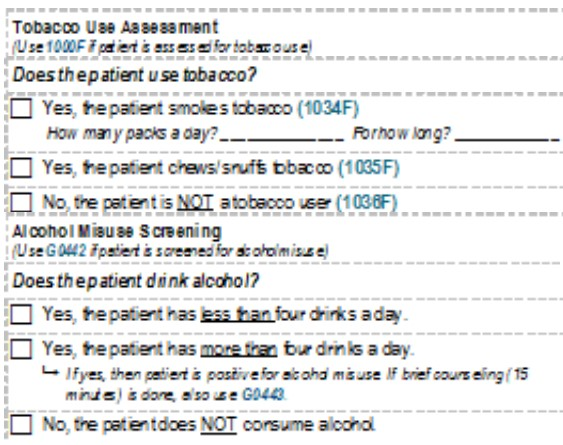 Tobacco Use Assessment
(Use 1000F if patient is assessed for tobacco use)
Does the patient use tobacco?
Yes, the patient smokes tobacco (1034F)
How many packs a day?______________ For how long? ____________
Yes, the patient chews/snuffs tobacco (1035F)
No, the patient is NOT a tobacco user (1036F)
Alcohol Misuse Screening
(Use G0442 if patient is screened for alcohol misuse)
Does the patient drink alcohol?
Yes, the patient has less than four drinks a day.
Yes, the patient has more than four drinks a day.
↪ If yes, then patient is positive for alcohol misuse. If brief counseling (15
minutes) is done, also use G0443.
No, the patient does NOT consume alcohol.